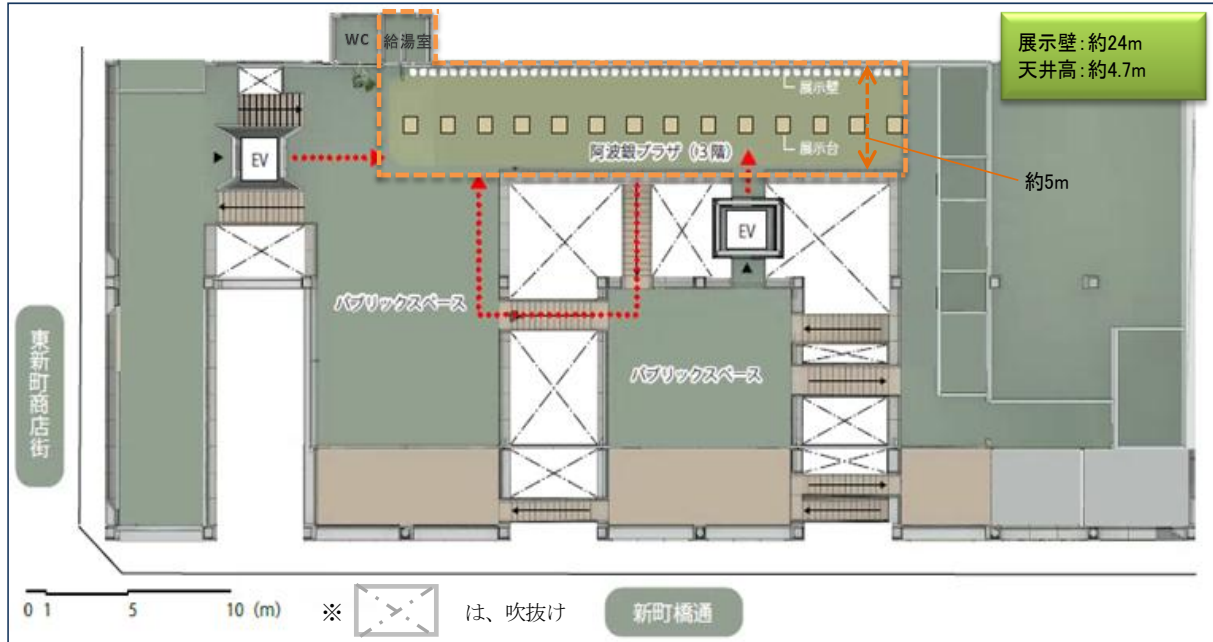 WC
給湯室
展示壁：約24m
天井高：約4.7m
展示壁
EV
阿波銀プラザ（3階）
展示台
約5m
EV
パブリックスペース
パブリックスペース
東新町商店街
0 1 5 10 (m)
※ は、吹抜け
新町橋通